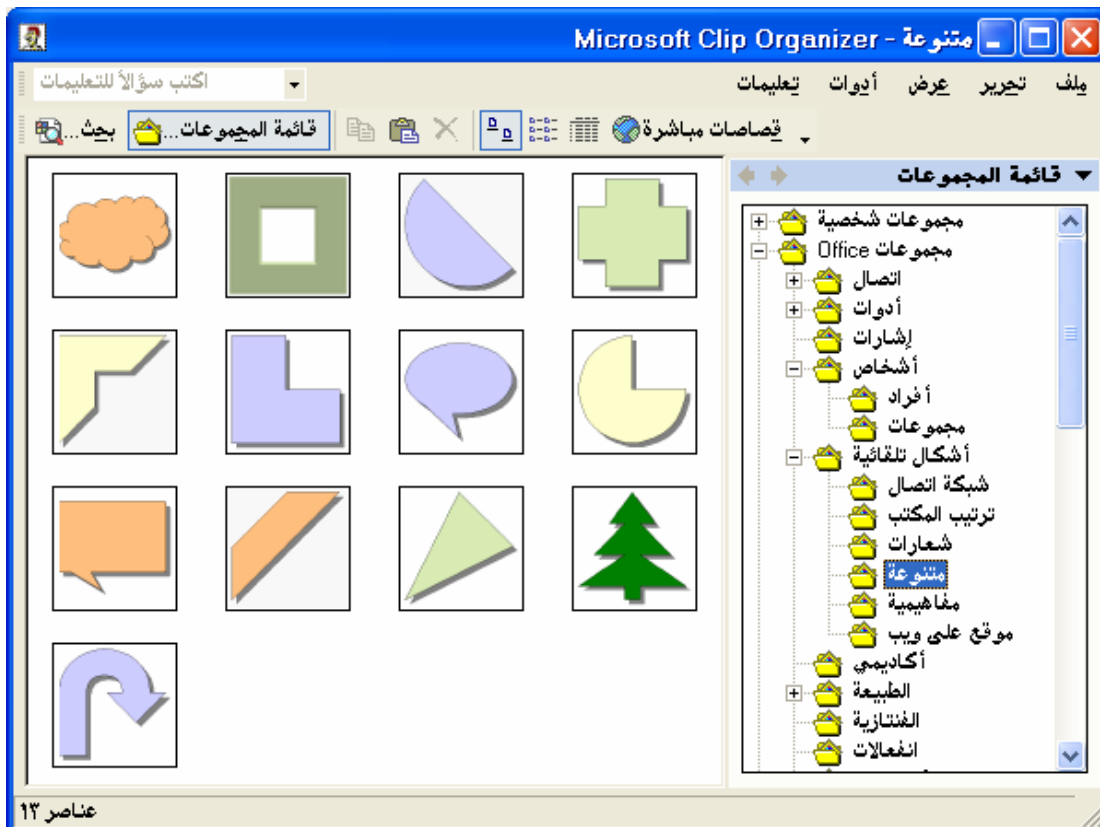 متنوعة - Microsoft Clip Organizer
ملف تحرير عرض أدوات تعليمات
اكتب سؤالاً للتعليمات
بحث... قائمة المجموعات... قصاصات مباشرة
قائمة المجموعات
مجموعات شخصية
مجموعات Office
اتصال
أدوات
إشارات
أشخاص
أفراد
مجموعات
أشكال تلقائية
شبكة اتصال
ترتيب المكتب
شعارات
متنوعة
مفاهيمية
موقع على ويب
أكاديمي
الطبيعة
الفنتازية
انفعالات
عناصر ١٣